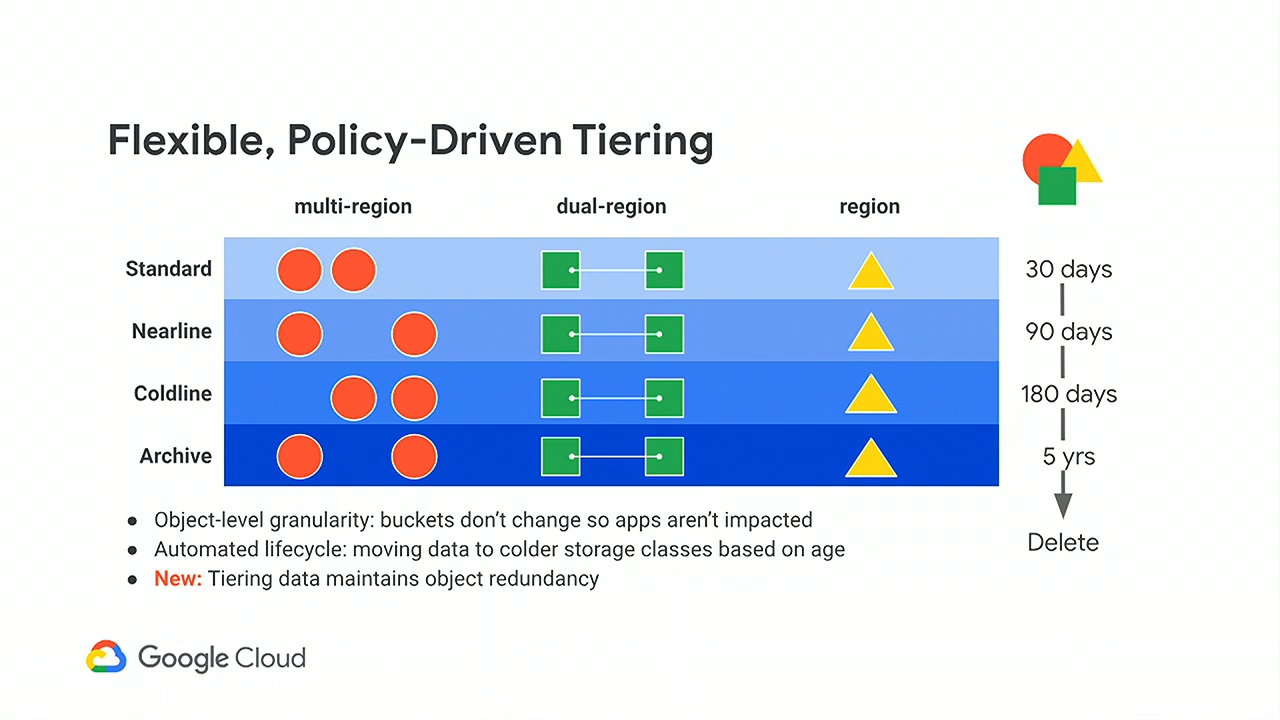 Flexible, Policy-Driven Tiering
multi-region dual-region region
Standard 30 days
Nearline 90 days
Coldline 180 days
Archive 5 yrs
Delete
● Object-level granularity: buckets don’t change so apps aren’t impacted
● Automated lifecycle: moving data to colder storage classes based on age
● New: Tiering data maintains object redundancy
Google Cloud